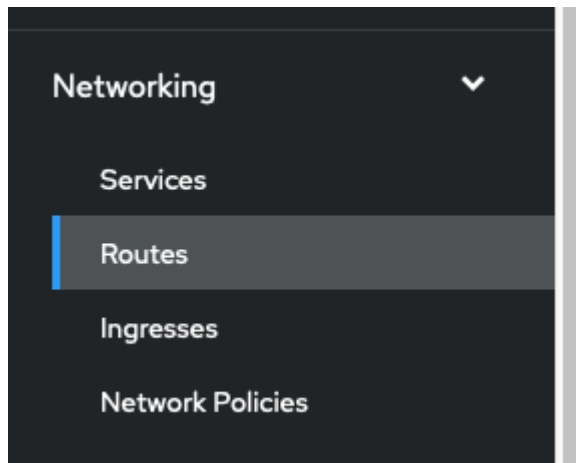 Networking
Services
Routes
Ingresses
Network Policies